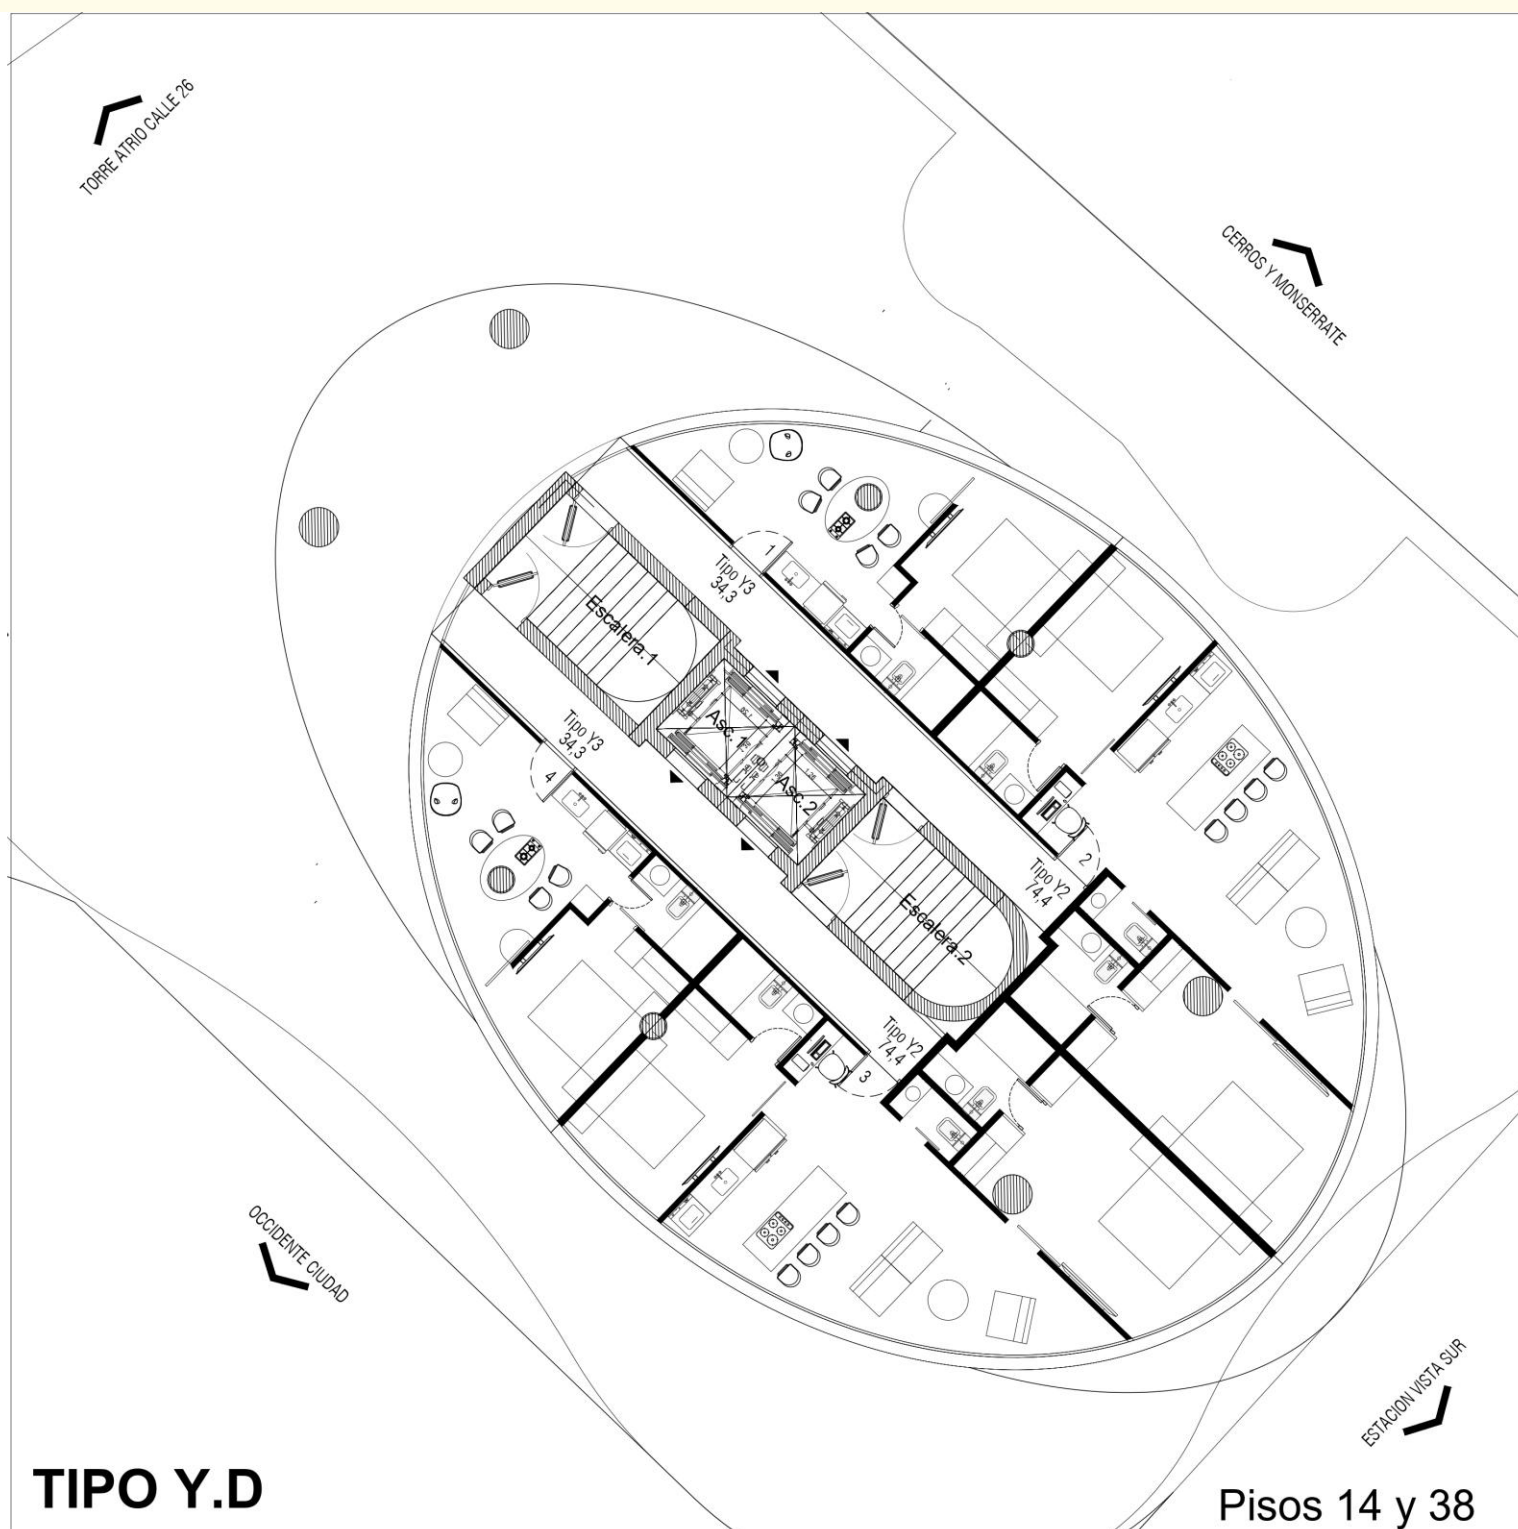 TORRE ATRIO CALLE 26
CERROS Y MONSERRATE
1
Tipo Y3
34,3
Escalera.1
Asc. 1
Tipo Y3
34,3
4
Asc.2
2
Tipo Y2
74,4
Escalera.2
Tipo Y2
74,4
3
OCCIDENTE CIUDAD
ESTACION VISTA SUR
TIPO Y.D
Pisos 14 y 38